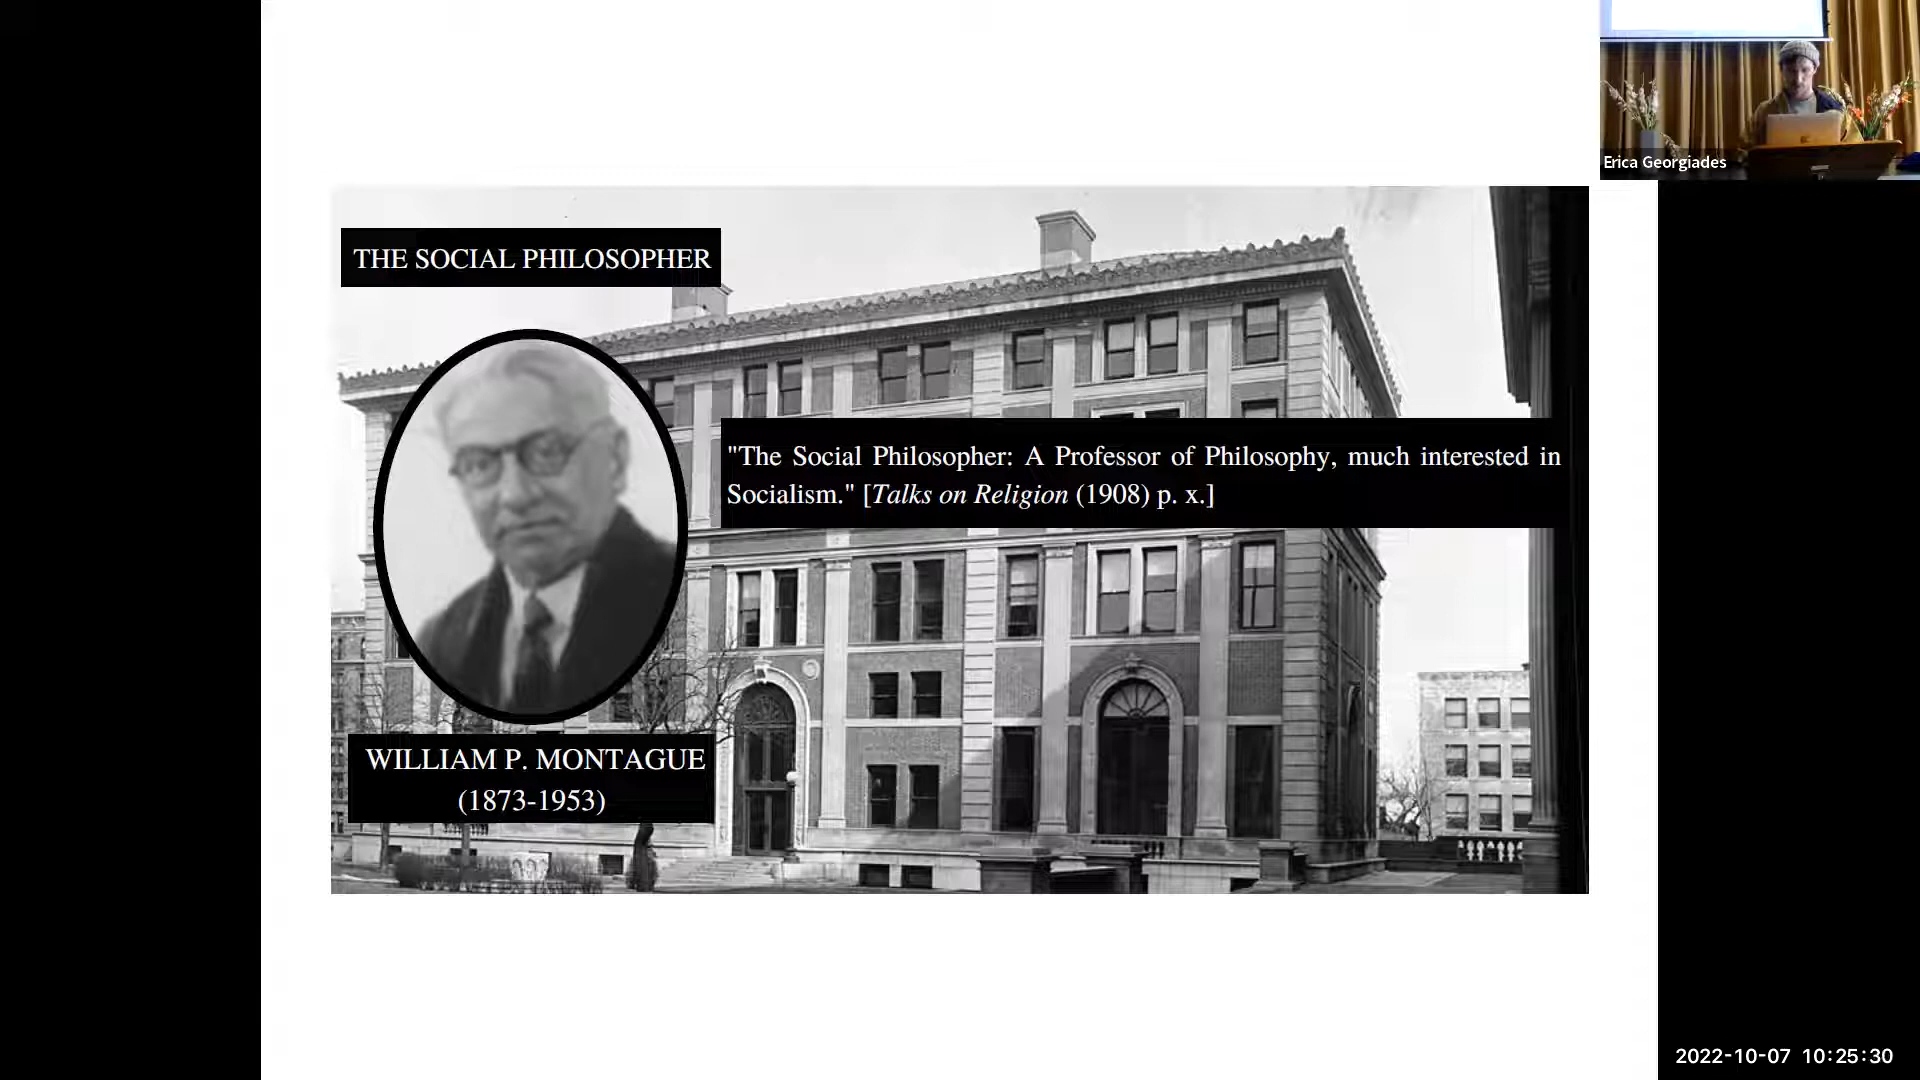 Erica Georgiades
THE SOCIAL PHILOSOPHER
"The Social Philosopher: A Professor of Philosophy, much interested in
Socialism." [Talks on Religion (1908) p. x.]
WILLIAM P. MONTAGUE
(1873-1953)
2022-10-07 10:25:30